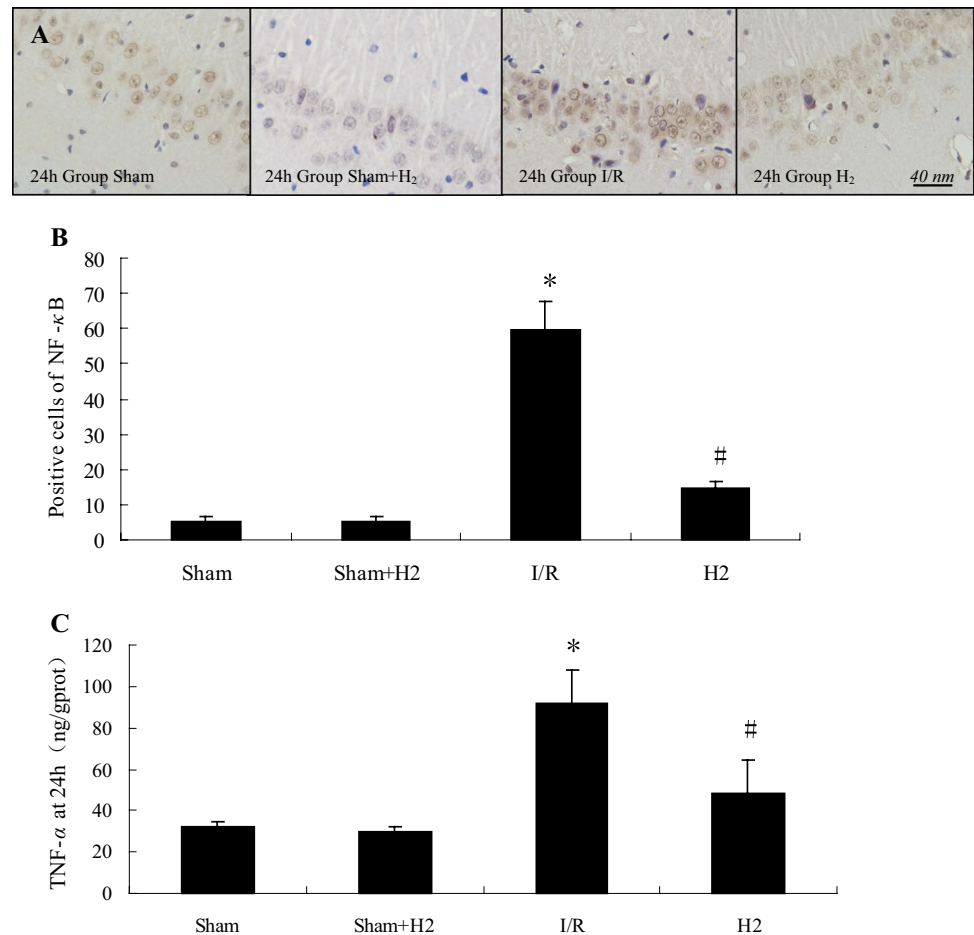 A
24h Group Sham
24h Group Sham+H₂
24h Group I/R
24h Group H₂
40 nm
B
Positive cells of NF-κB
80
70
60
50
40
30
20
10
0
*
#
Sham
Sham+H2
I/R
H2
C
TNF-α at 24h (ng/gprot)
120
100
80
60
40
20
0
*
#
Sham
Sham+H2
I/R
H2